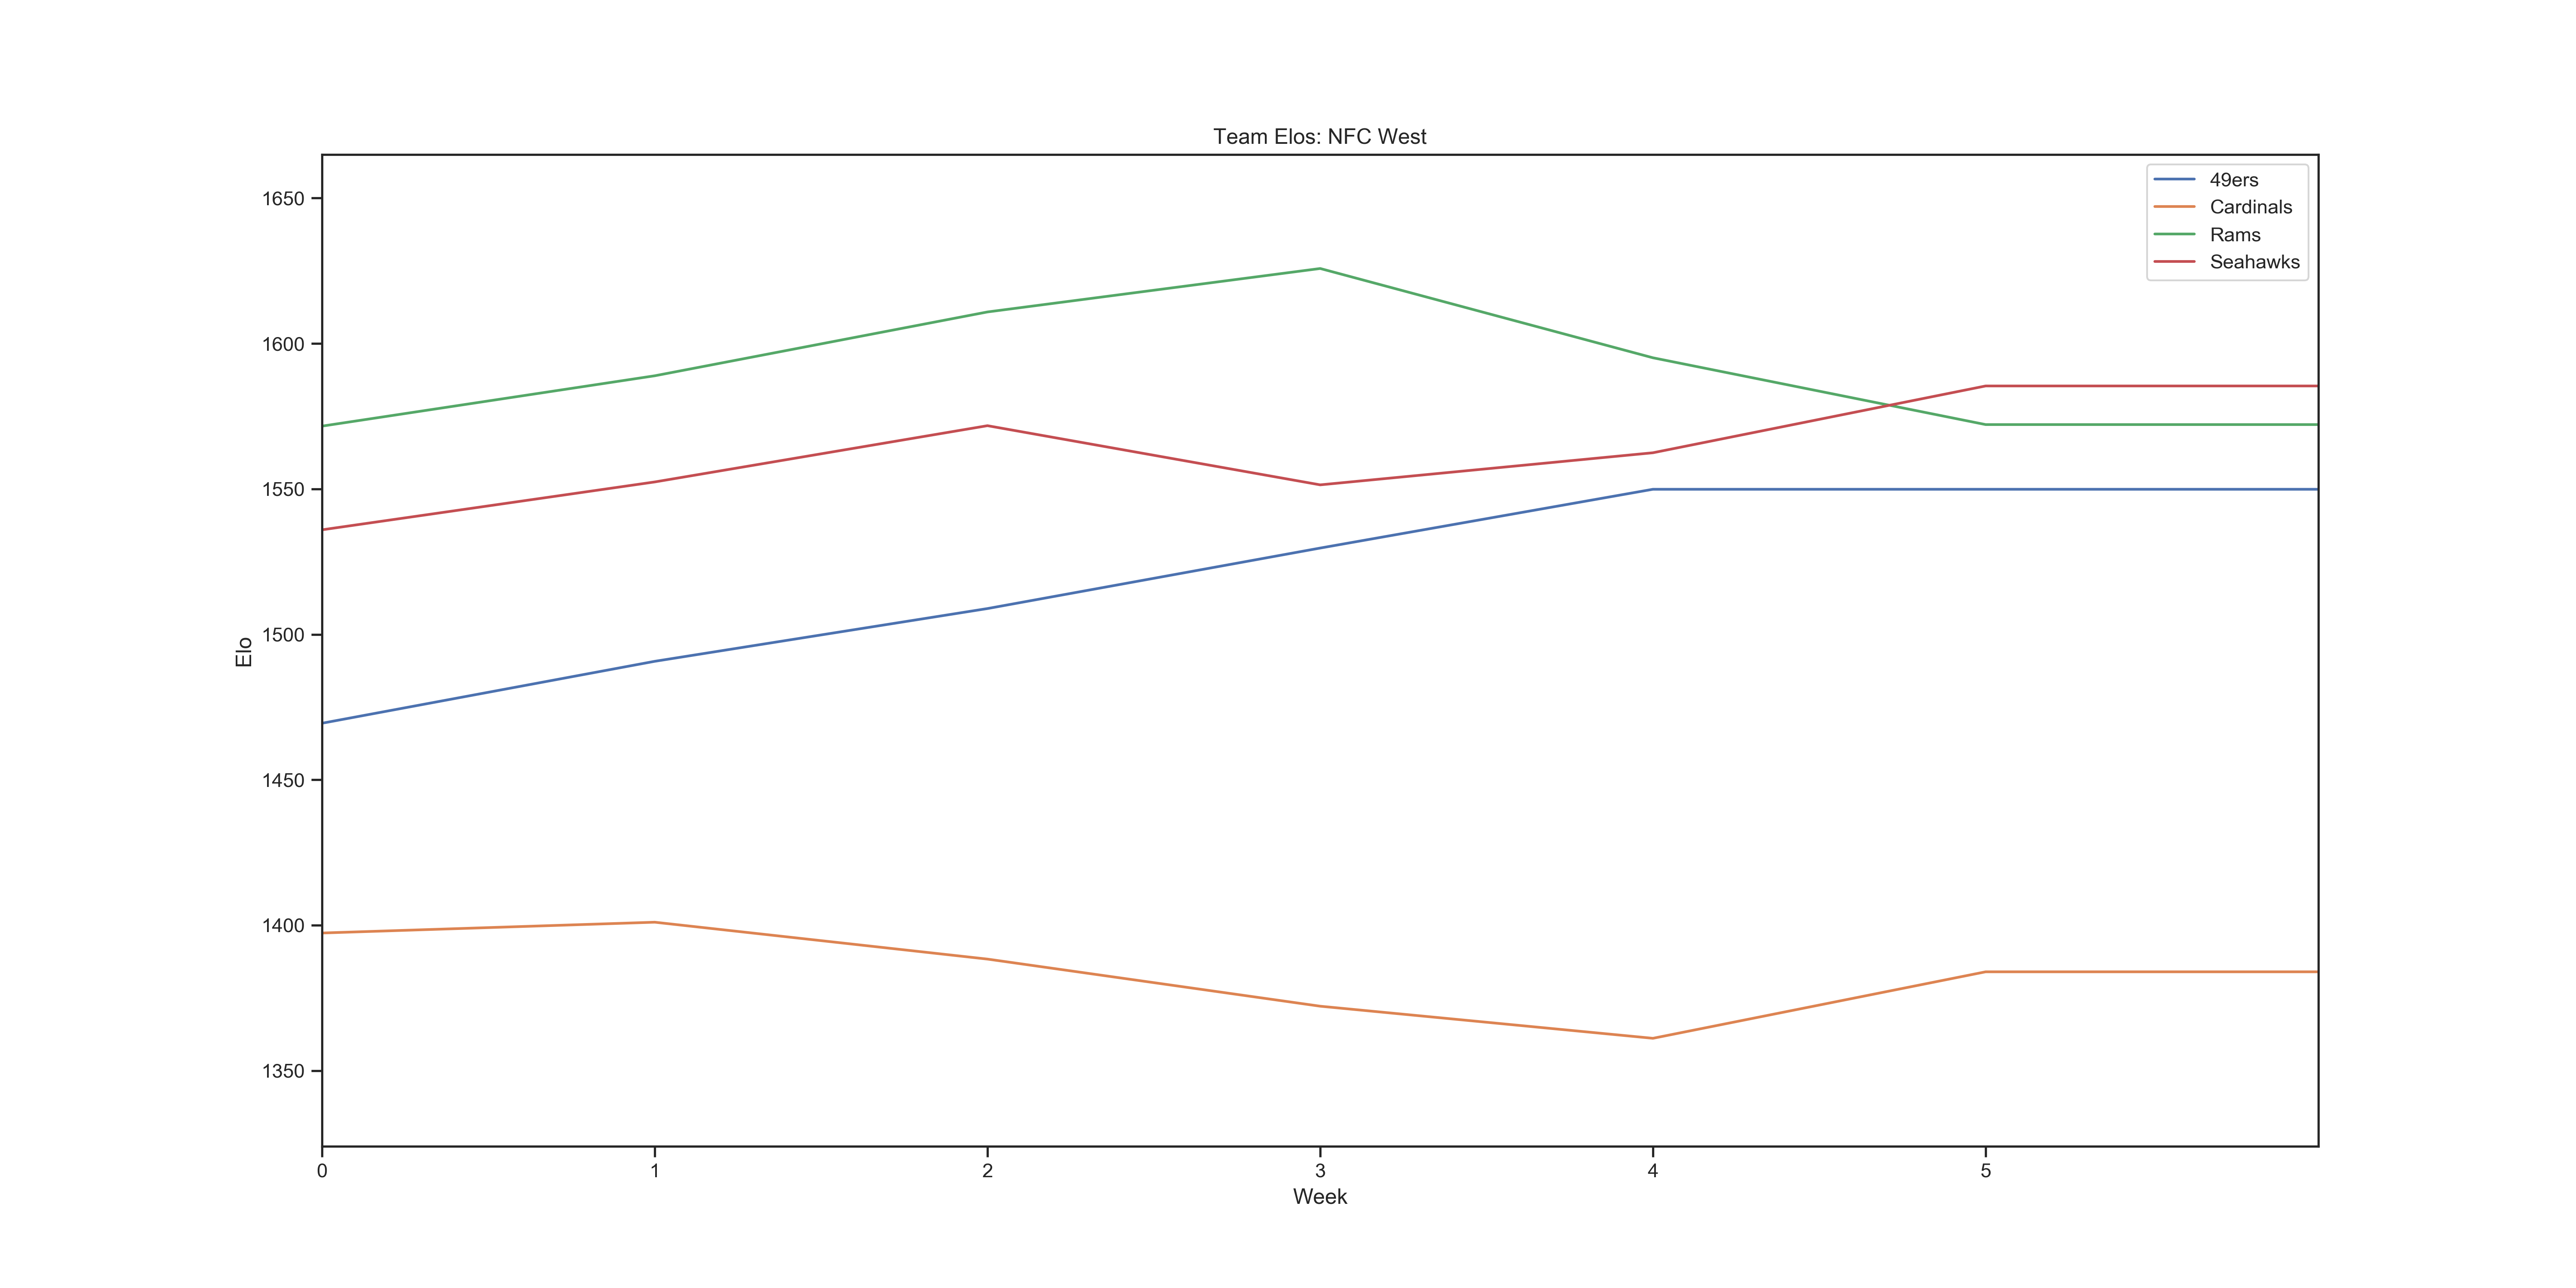 Team Elos: NFC West
49ers
Cardinals
Rams
Seahawks
Elo
1650
1600
1550
1500
1450
1400
1350
0 1 2 3 4 5
Week